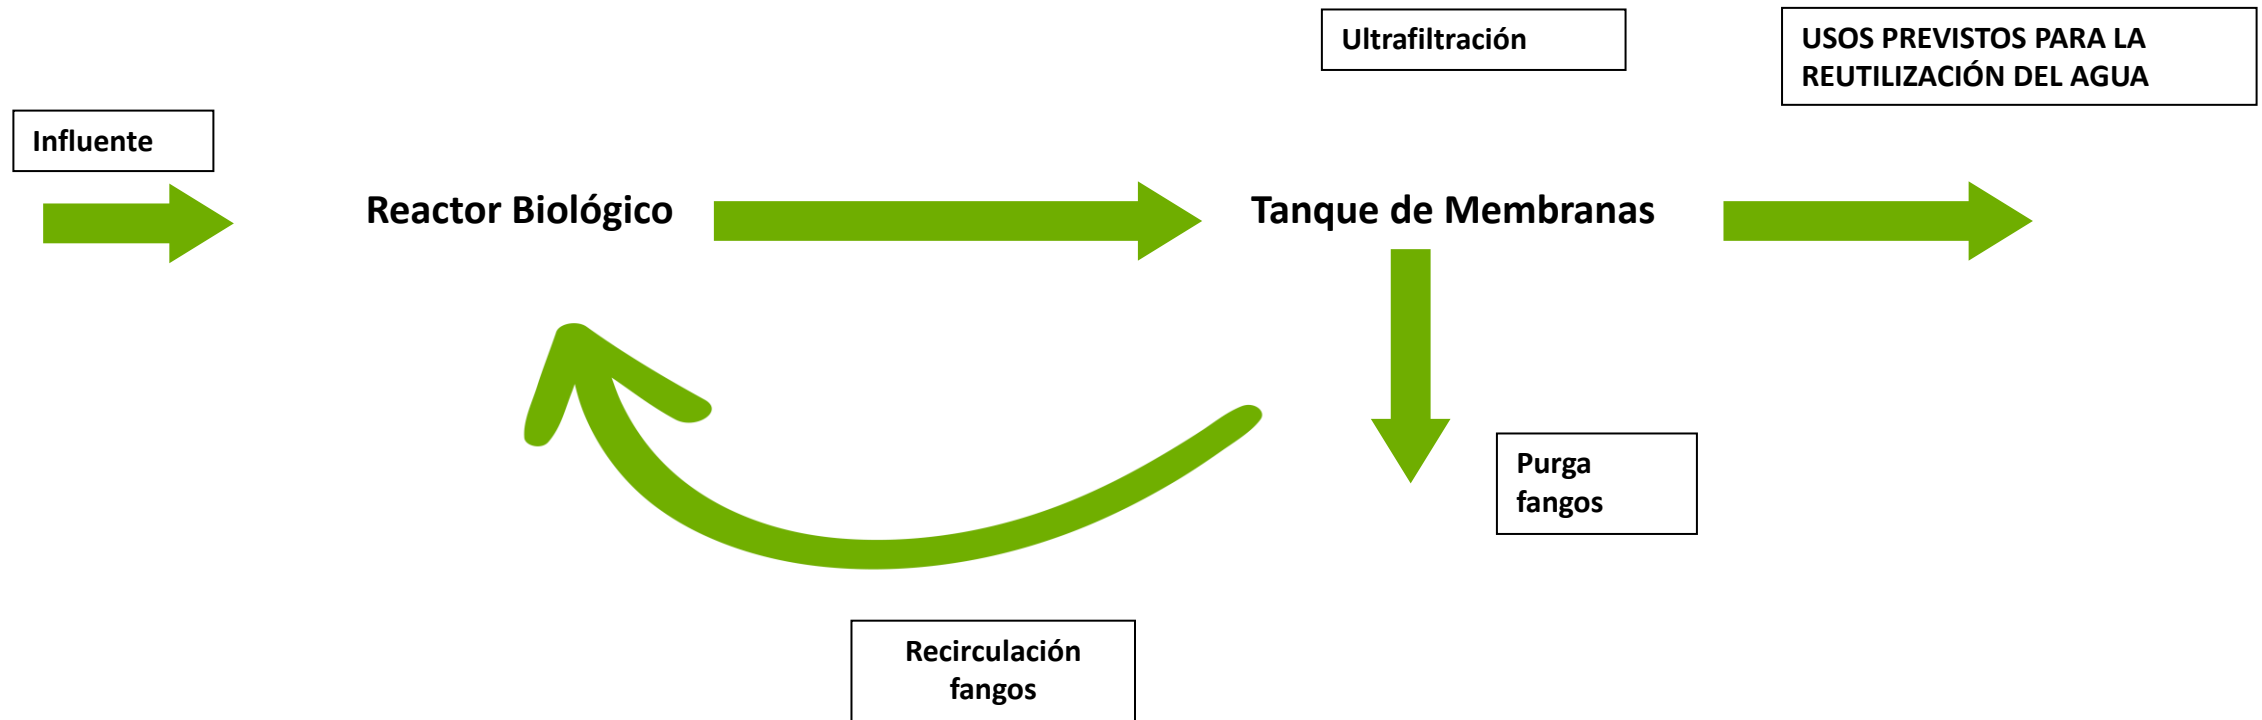 Ultrafiltración
USOS PREVISTOS PARA LA
REUTILIZACIÓN DEL AGUA
Influente
Reactor Biológico
Tanque de Membranas
Purga
fangos
Recirculación
fangos